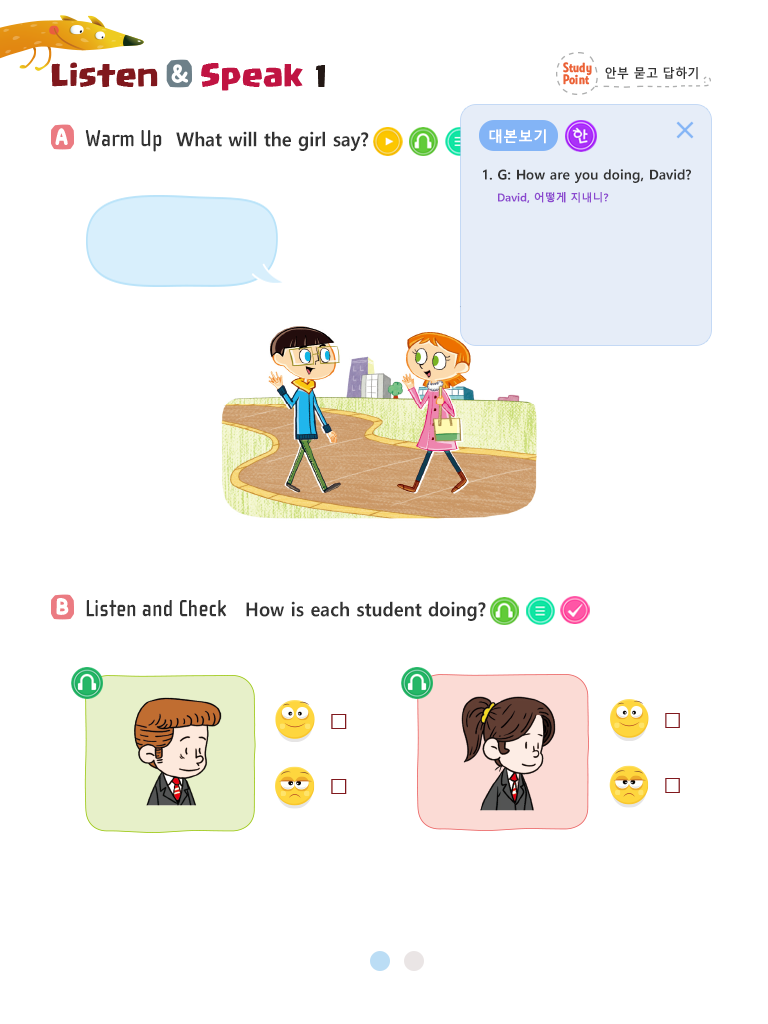 Listen & Speak 1
Study Point 안부 묻고 답하기
A Warm Up What will the girl say?
대본보기 한
1. G: How are you doing, David?
David, 어떻게 지내니?
B Listen and Check How is each student doing?